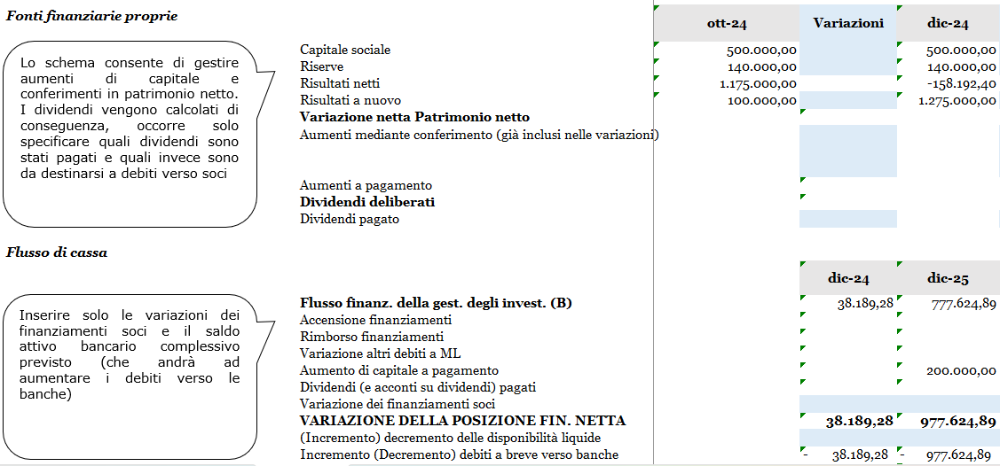 Fonti finanziarie proprie
ott-24 Variazioni dic-24
Lo schema consente di gestire
aumenti di capitale e
conferimenti in patrimonio netto.
I dividendi vengono calcolati di
conseguenza, occorre solo
specificare quali dividendi sono
stati pagati e quali invece sono
da destinarsi a debiti verso soci
Capitale sociale 500.000,00 500.000,00
Riserve 140.000,00 140.000,00
Risultati netti 1.175.000,00 -158.192,40
Risultati a nuovo 100.000,00 1.275.000,00
Variazione netta Patrimonio netto
Aumenti mediante conferimento (già inclusi nelle variazioni)
Aumenti a pagamento
Dividendi deliberati
Dividendi pagato
Flusso di cassa
dic-24 dic-25
Inserire solo le variazioni dei
finanziamenti soci e il saldo
attivo bancario complessivo
previsto (che andrà ad
aumentare i debiti verso le
banche)
Flusso finanz. della gest. degli invest. (B) 38.189,28 777.624,89
Accensione finanziamenti
Rimborso finanziamenti
Variazione altri debiti a ML
Aumento di capitale a pagamento 200.000,00
Dividendi (e acconti su dividendi) pagati
Variazione dei finanziamenti soci
VARIAZIONE DELLA POSIZIONE FIN. NETTA 38.189,28 977.624,89
(Incremento) decremento delle disponibilità liquide
Incremento (Decremento) debiti a breve verso banche - 38.189,28 - 977.624,89